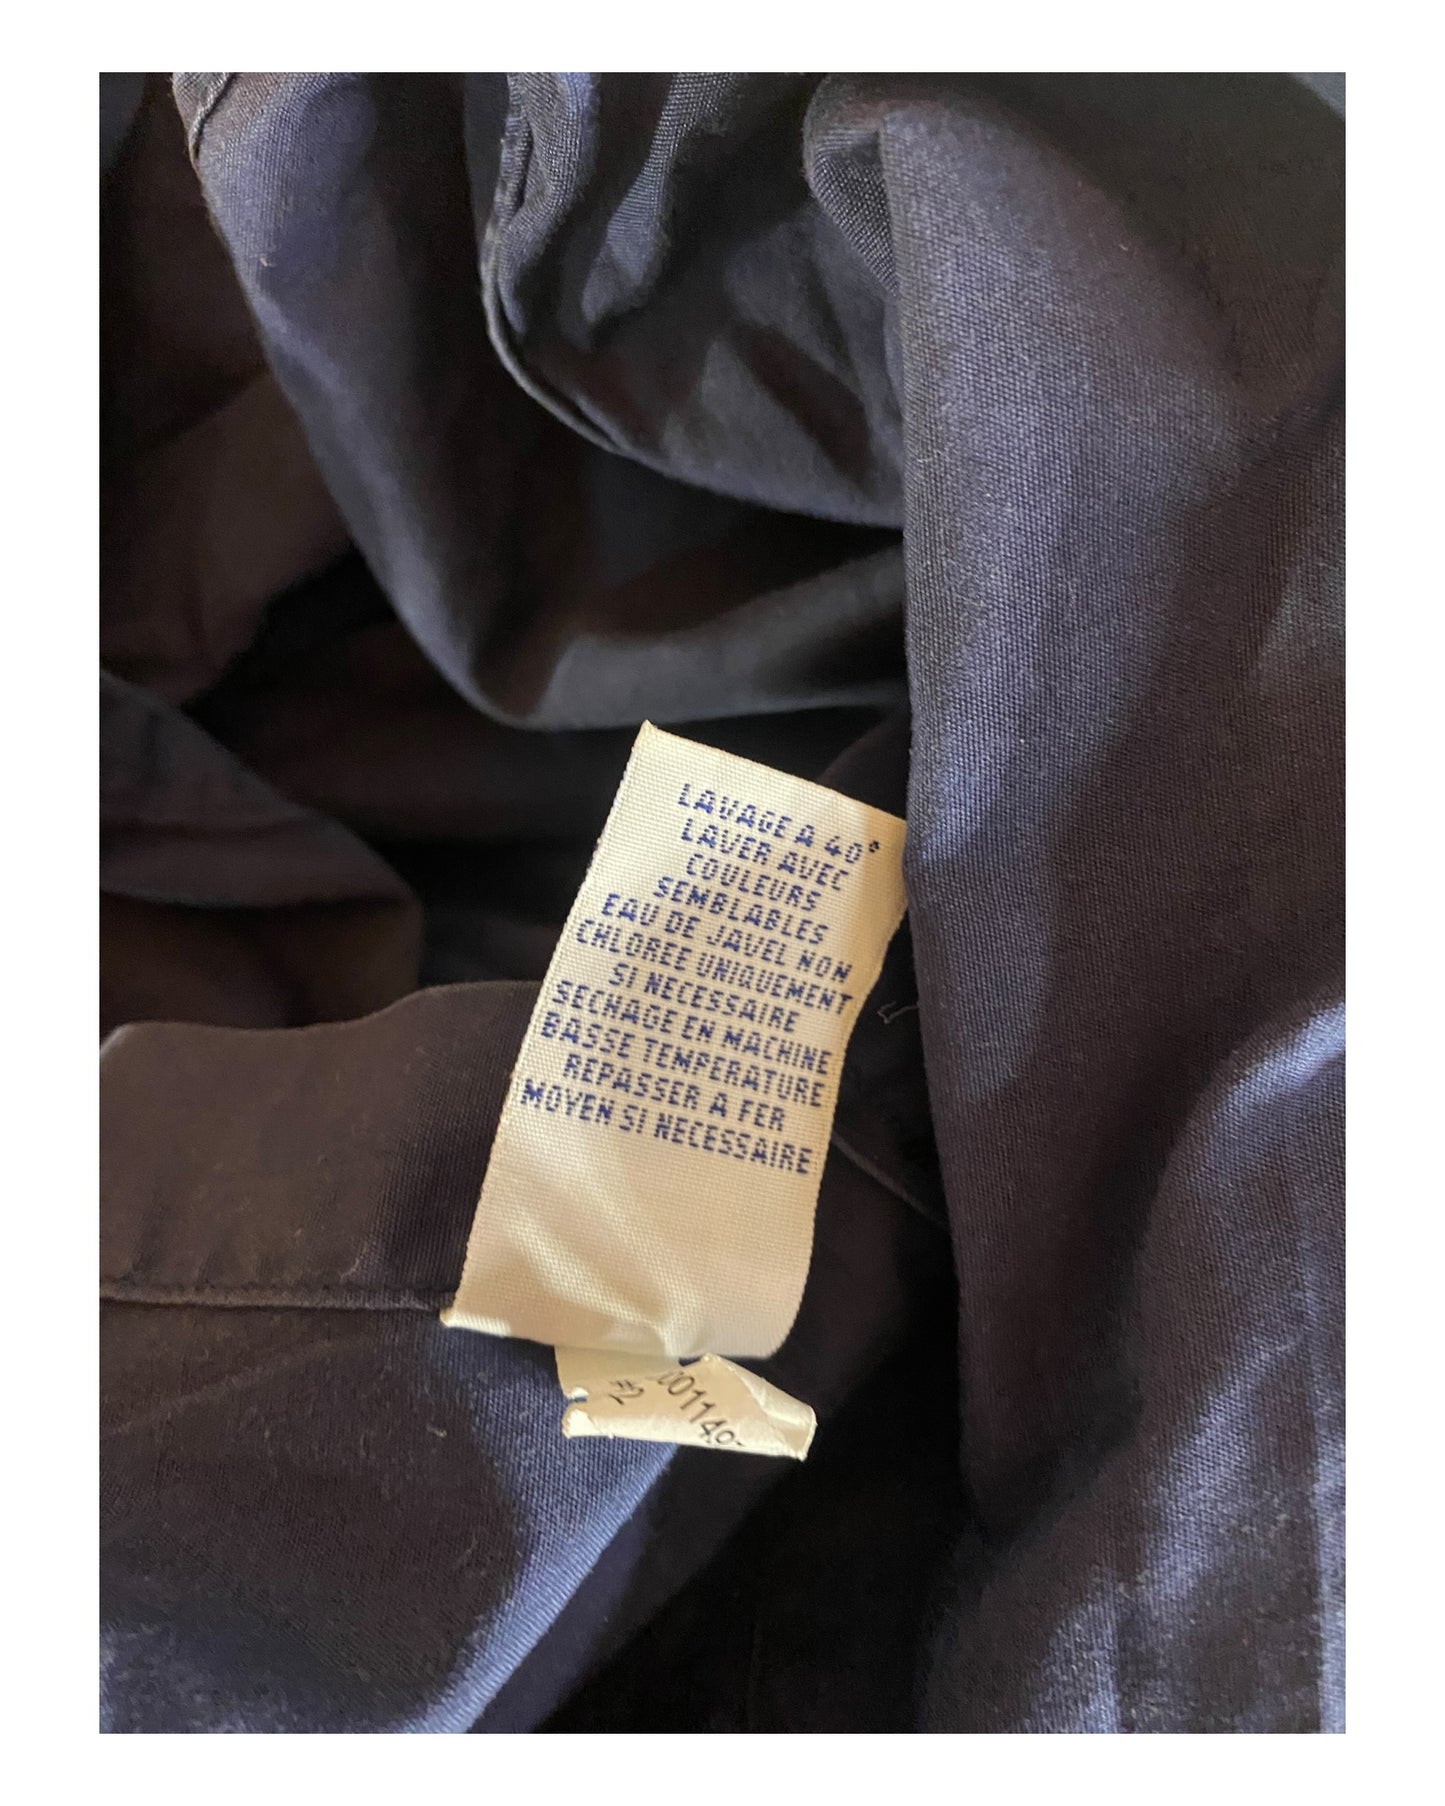 LAVAGE A 40°
LAVER AVEC
COULEURS
SEMBLABLES
EAU DE JAVEL NON
CHLOREE UNIQUEMENT
SI NECESSAIRE
SECHAGE EN MACHINE
BASSE TEMPERATURE
REPASSER A FER
MOYEN SI NECESSAIRE
#2